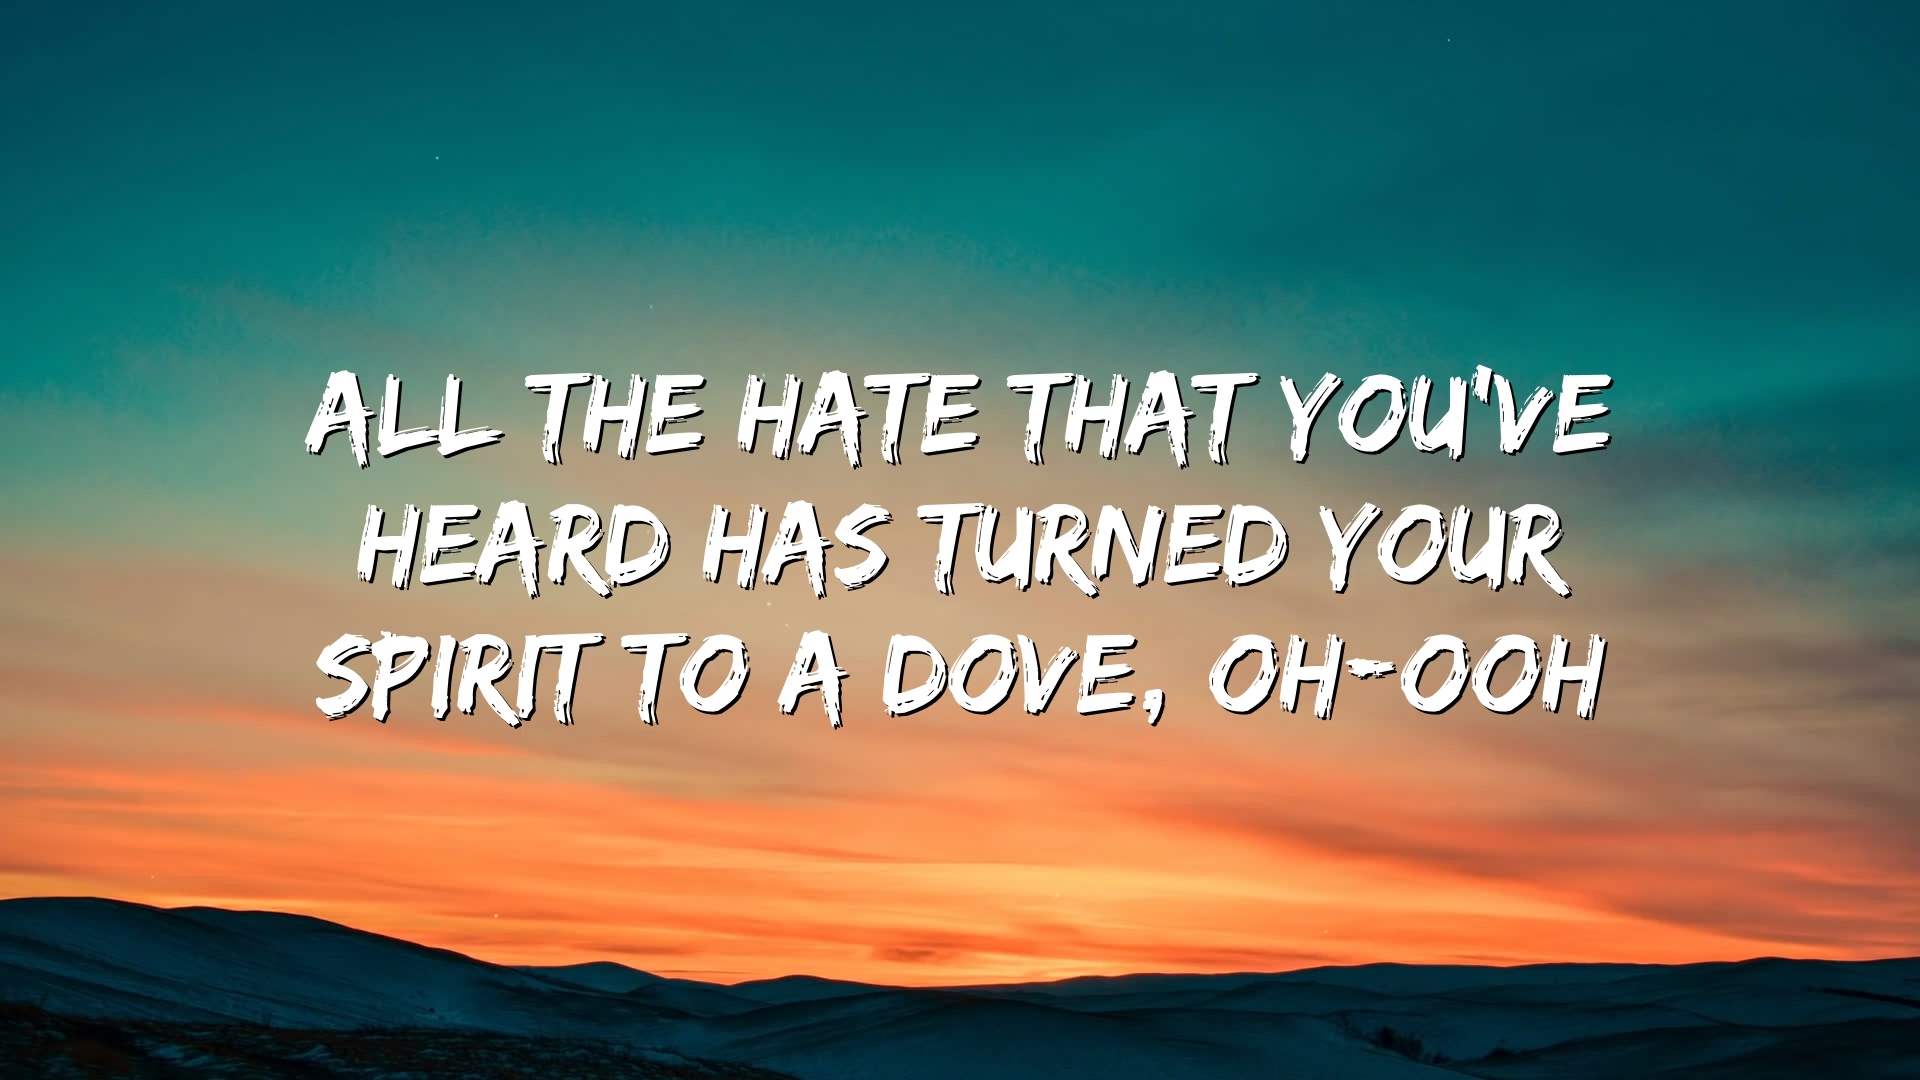 ALL THE HATE THAT YOU'VE
HEARD HAS TURNED YOUR
SPIRIT TO A DOVE, OH-OOH